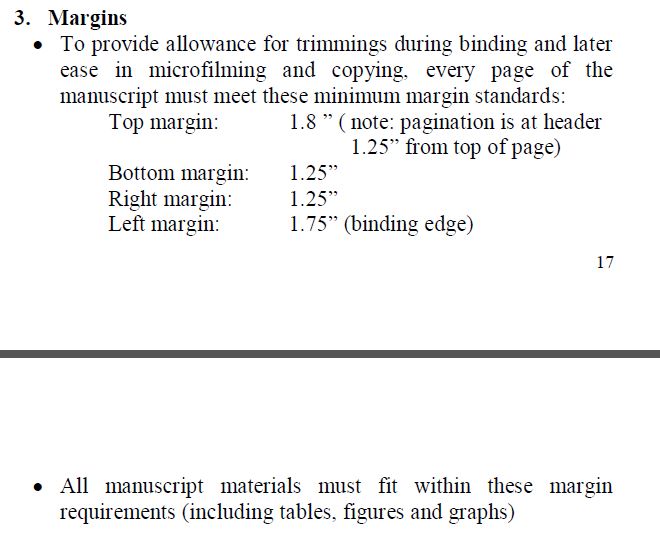 3. Margins
• To provide allowance for trimmings during binding and later
ease in microfilming and copying, every page of the
manuscript must meet these minimum margin standards:
Top margin: 1.8 ” ( note: pagination is at header
1.25” from top of page)
Bottom margin: 1.25”
Right margin: 1.25”
Left margin: 1.75” (binding edge)
17
• All manuscript materials must fit within these margin
requirements (including tables, figures and graphs)